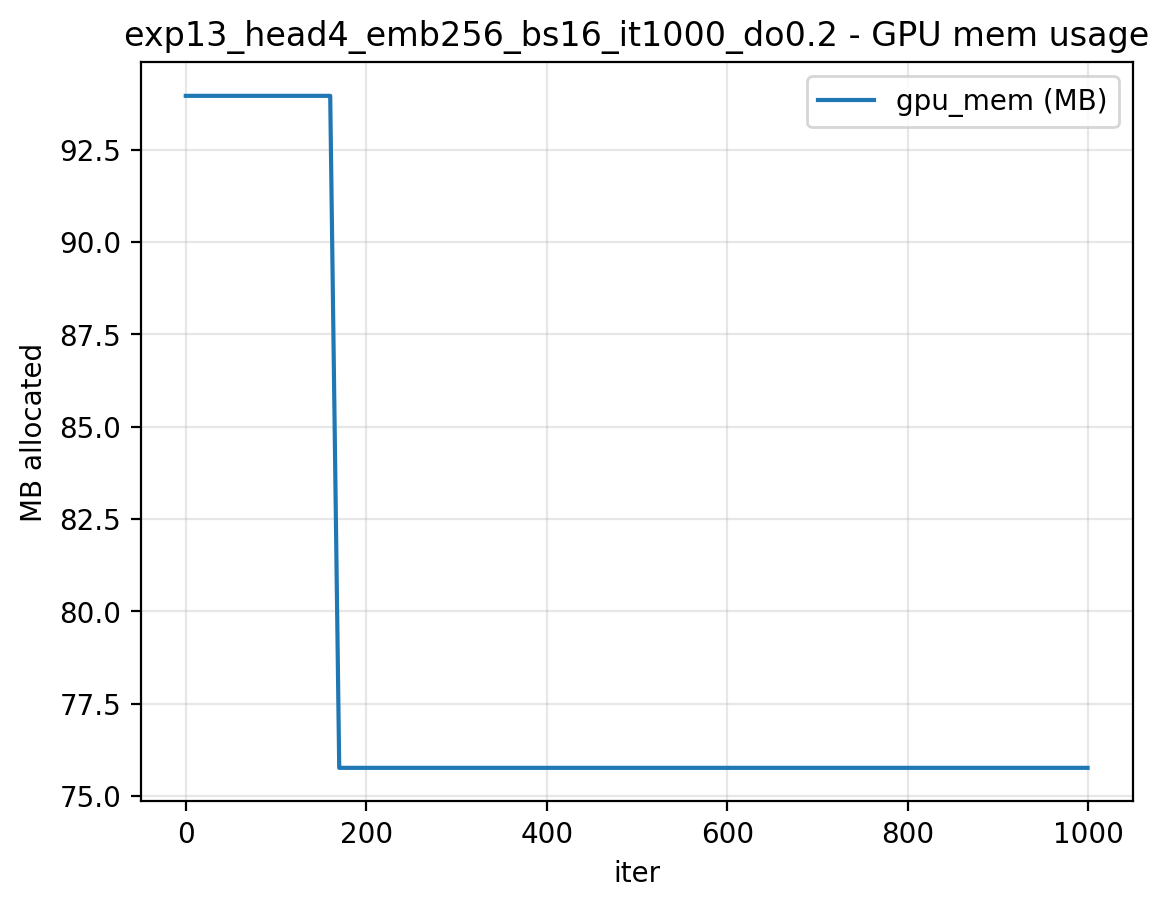 exp13_head4_emb256_bs16_it1000_do0.2 - GPU mem usage
gpu_mem (MB)
MB allocated
92.5
90.0
87.5
85.0
82.5
80.0
77.5
75.0
0 200 400 600 800 1000
iter